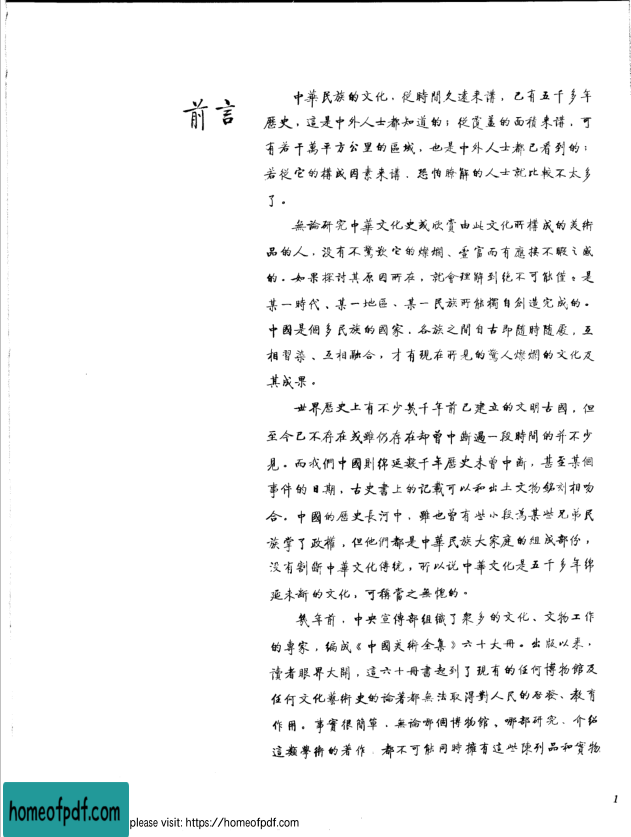 前言
中華民族的文化，從時間久遠來講，已有五千多年
歷史，這是中外人士都知道的；從覆蓋的面積來講，可
有若干萬平方公里的區域，也是中外人士都已看到的；
若從它的構成因素來講，恐怕瞭解的人士就比較不太多
了。
無論研究中華文化史或欣賞由此文化所構成的美術
品的人，沒有不驚歎它的燦爛、豐富而有應接不暇之感
的。如果探討其原因所在，就會理解到絕不可能僅々是
某一時代、某一地區、某一民族所能獨自創造完成的。
中國是個多民族的國家，各族之間自古即隨時隨處，互
相習染、互相融合，才有現在所見的驚人燦爛的文化及
其成果。
世界歷史上有不少幾千年前已建立的文明古國，但
至今已不存在或雖仍存在却曾中斷過一段時間的并不少
見。而我們中國則綿延數千年歷史未曾中斷，甚至某個
事件的日期，古史書上的記載可以和出土文物銘刻相吻
合。中國的歷史長河中，雖也曾有些小段為某些兄弟民
族掌了政權，但他們都是中華民族大家庭的組成部份，
沒有割斷中華文化傳統，所以說中華文化是五千多年綿
延未斷的文化，可稱當之無愧的。
幾年前，中央宣傳部組織了眾多的文化、文物工作
的專家，編成《中國美術全集》六十大冊。出版以來，
讀者眼界大開，這六十冊書起到了現有的任何博物館及
任何文化藝術史的論著都無法取得對人民的啓發、教育
作用。事實很簡單，無論哪個博物館、哪部研究、介紹
這類學術的著作，都不可能同時擁有這些陳列品和實物
1
homeofpdf.com
please visit: https://homeofpdf.com